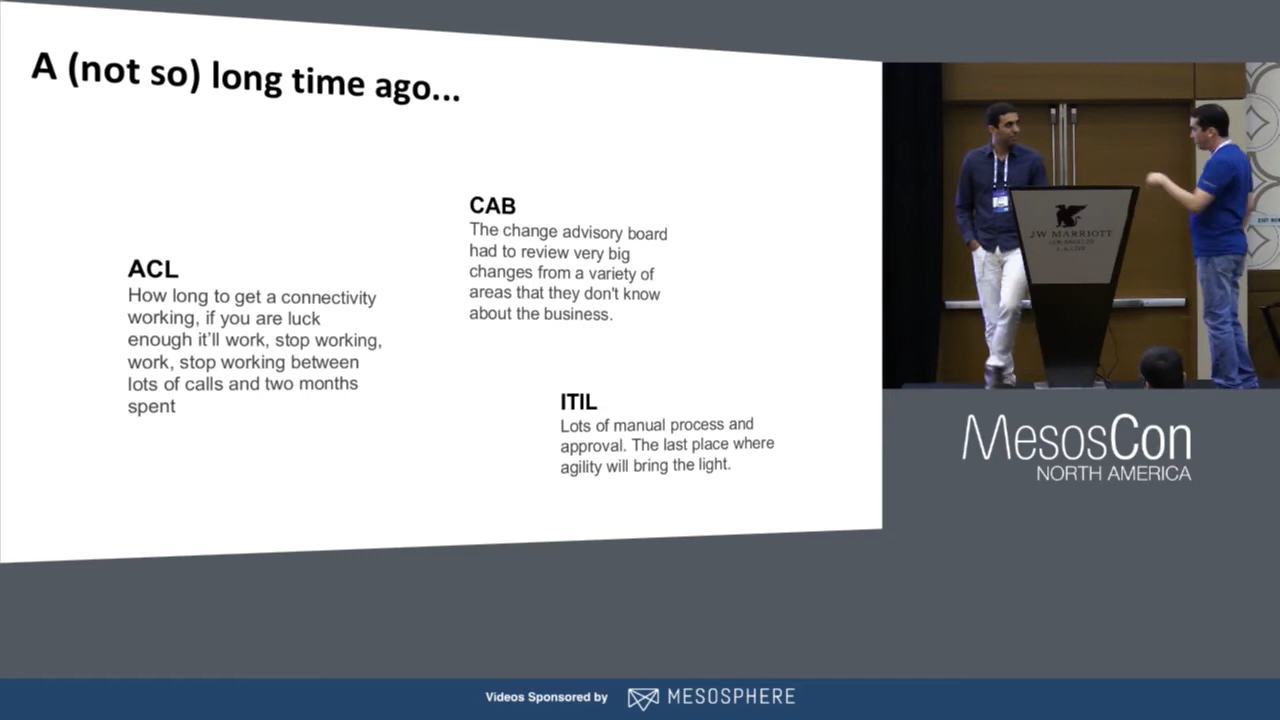 A (not so) long time ago...
ACL
How long to get a connectivity
working, if you are luck
enough it'll work, stop working,
work, stop working between
lots of calls and two months
spent
CAB
The change advisory board
had to review very big
changes from a variety of
areas that they don't know
about the business.
ITIL
Lots of manual process and
approval. The last place where
agility will bring the light.
JW MARRIOTT
MesosCon
NORTH AMERICA
Videos Sponsored by
MESOSPHERE